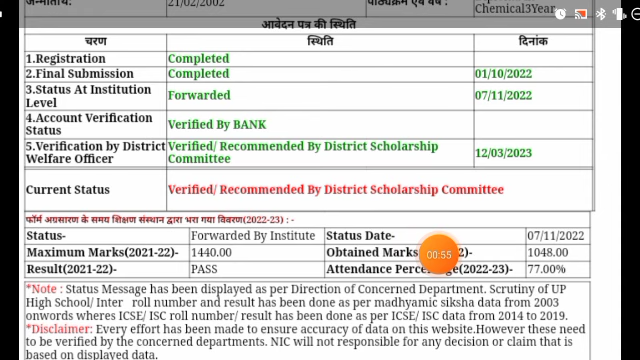 जन्मतिथि: 21/02/2002 पाठ्यक्रम एवं वर्ष :
Chemical3Year
आवेदन पत्र की स्थिति
चरण स्थिति दिनांक
1.Registration Completed
2.Final Submission Completed 01/10/2022
3.Status At Institution Level Forwarded 07/11/2022
4.Account Verification Status Verified By BANK
5.Verification by District Welfare Officer Verified/ Recommended By District Scholarship Committee 12/03/2023
Current Status Verified/ Recommended By District Scholarship Committee
फॉर्म अग्रसारण के समय शिक्षण संस्थान द्वारा भरा गया विवरण(2022-23) : -
Status- Forwarded By Institute Status Date- 07/11/2022
Maximum Marks(2021-22)- 1440.00 Obtained Marks 2)- 1048.00
00:55
Result(2021-22)- PASS Attendance Perce e(2022-23)- 77.00%
*Note : Status Message has been displayed as per Direction of Concerned Department. Scrutiny of UP
High School/ Inter roll number and result has been done as per madhyamic siksha data from 2003
onwords wheres ICSE/ ISC roll number/ result has been done as per ICSE/ ISC data from 2014 to 2019.
*Disclaimer: Every effort has been made to ensure accuracy of data on this website.However these need
to be verified by the concerned departments. NIC will not responsible for any decision or claim that is
based on displayed data.